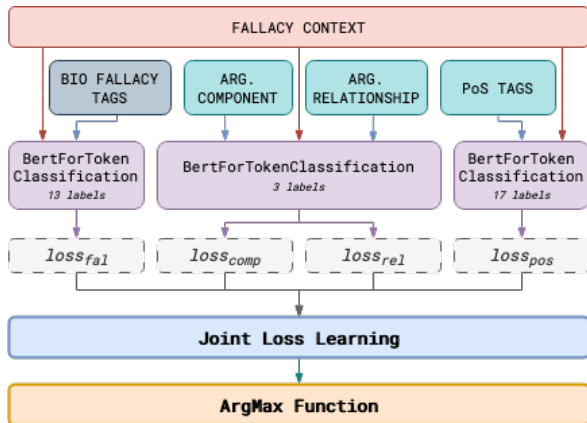 FALLACY CONTEXT
BIO FALLACY
TAGS
ARG.
COMPONENT
ARG.
RELATIONSHIP
PoS TAGS
BertForToken
Classification
13 labels
BertForTokenClassification
3 labels
BertForToken
Classification
17 labels
loss_fal
loss_comp
loss_rel
loss_pos
Joint Loss Learning
ArgMax Function